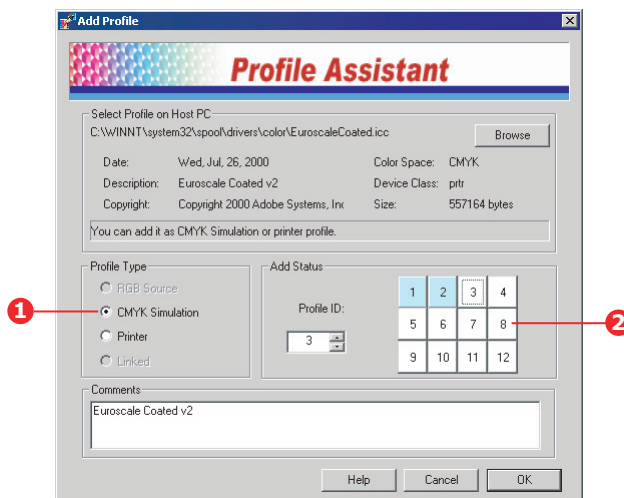 Add Profile
Profile Assistant
Select Profile on Host PC
C:\WINNT\system32\spool\drivers\color\EuroscaleCoated.icc
Browse
Date: Wed, Jul, 26, 2000 Color Space: CMYK
Description: Euroscale Coated v2 Device Class: prtr
Copyright: Copyright 2000 Adobe Systems, Inc Size: 557164 bytes
You can add it as CMYK Simulation or printer profile.
Profile Type
RGB Source
1
CMYK Simulation
Printer
Linked
Add Status
Profile ID:
3
1 2 3 4
5 6 7 8
9 10 11 12
2
Comments
Euroscale Coated v2
Help Cancel OK